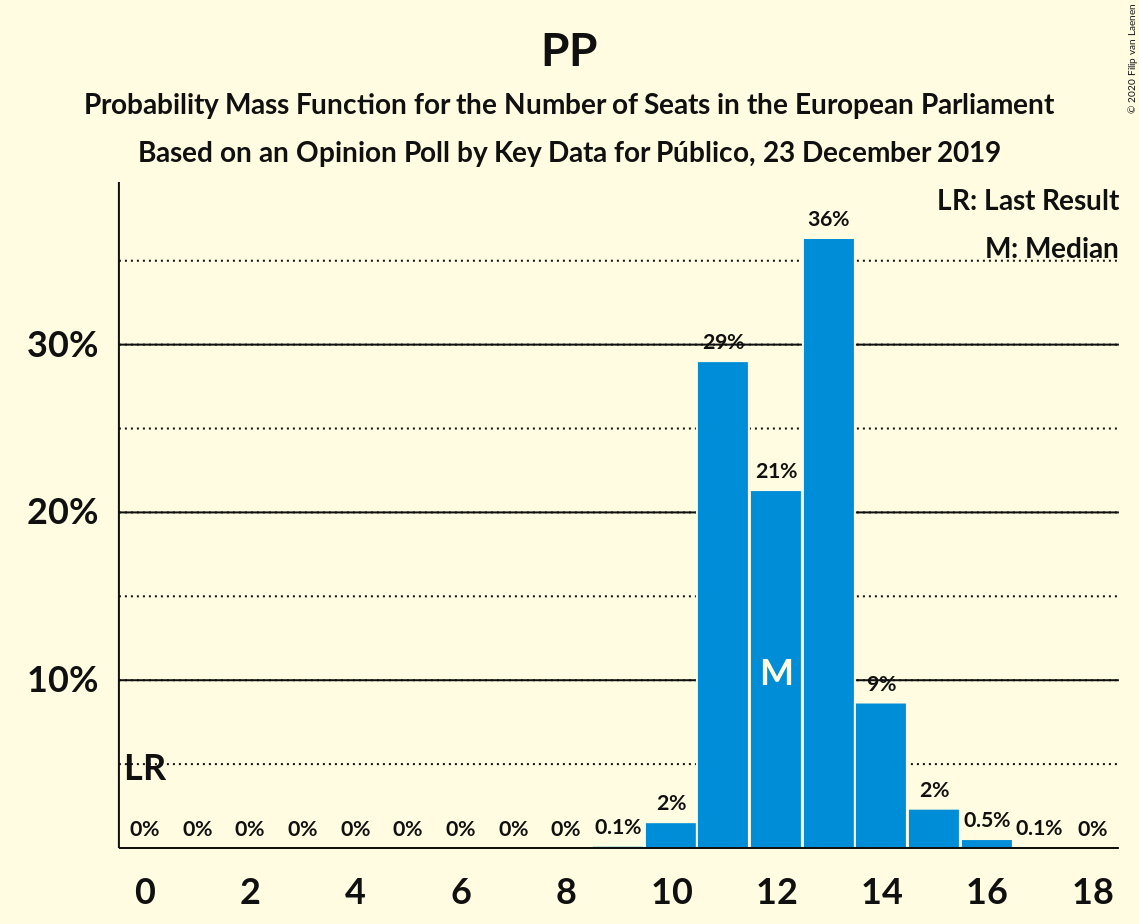 © 2020 Filip van Laenen
PP
Probability Mass Function for the Number of Seats in the European Parliament
Based on an Opinion Poll by Key Data for Público, 23 December 2019
LR: Last Result
M: Median
30%
20%
10%
LR
M
0% 0% 0% 0% 0% 0% 0% 0% 0% 0.1% 2% 29% 21% 36% 9% 2% 0.5% 0.1% 0%
0 2 4 6 8 10 12 14 16 18